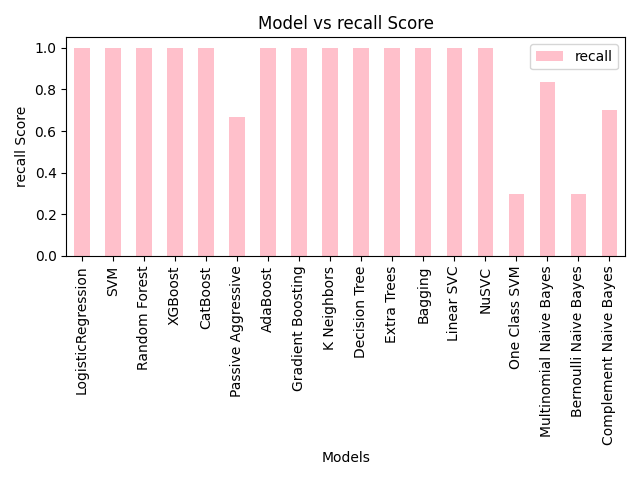 Model vs recall Score
recall
recall Score
1.0
0.8
0.6
0.4
0.2
0.0
LogisticRegression
SVM
Random Forest
XGBoost
CatBoost
Passive Aggressive
AdaBoost
Gradient Boosting
K Neighbors
Decision Tree
Extra Trees
Bagging
Linear SVC
NuSVC
One Class SVM
Multinomial Naive Bayes
Bernoulli Naive Bayes
Complement Naive Bayes
Models